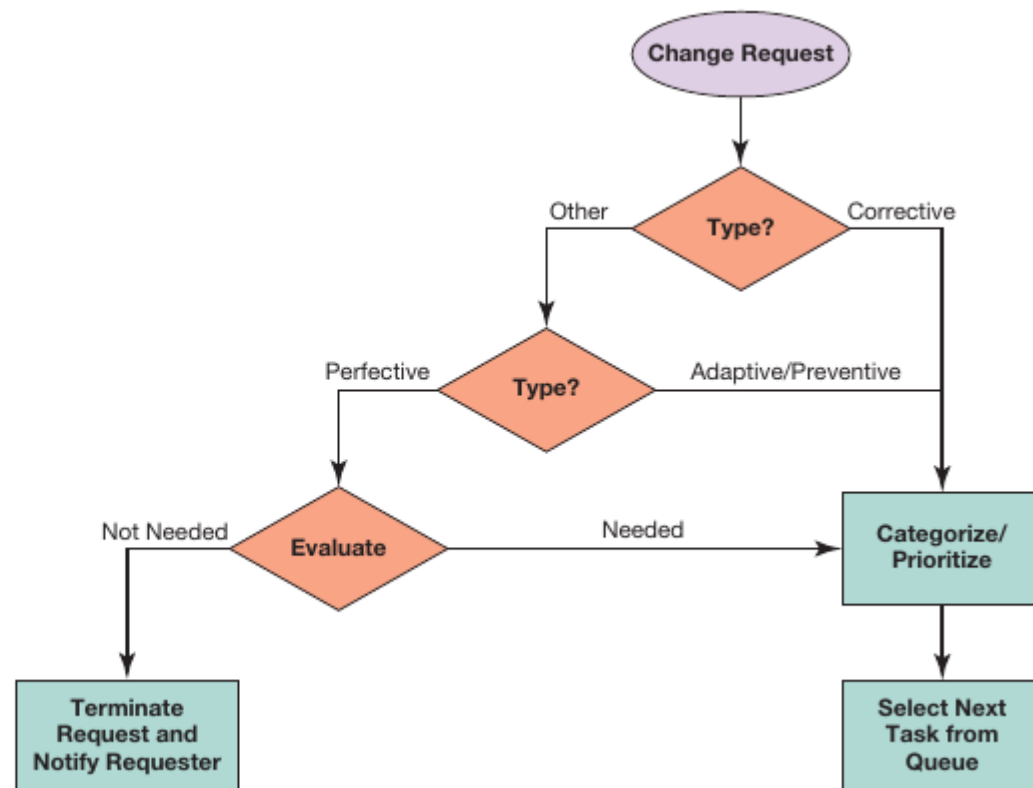 Change Request
Other
Type?
Corrective
Perfective
Type?
Adaptive/Preventive
Not Needed
Evaluate
Needed
Categorize/
Prioritize
Terminate
Request and
Notify Requester
Select Next
Task from
Queue